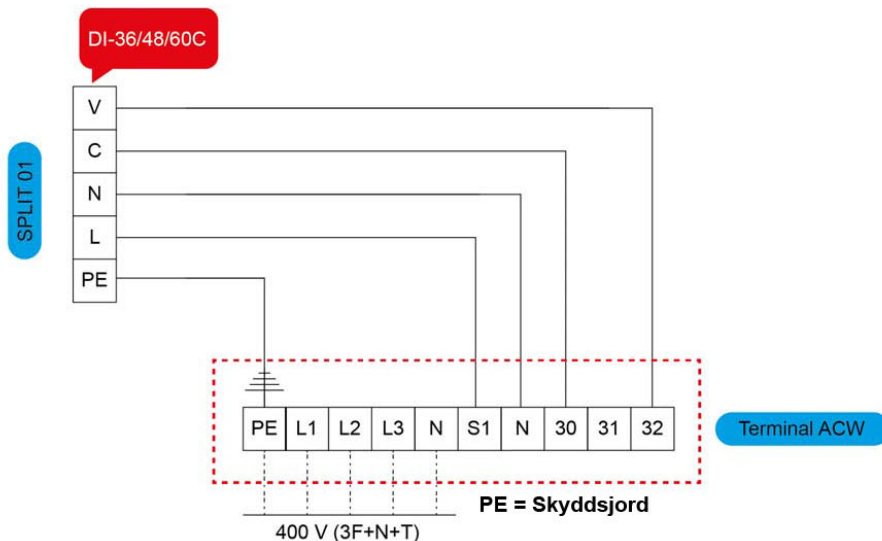 DI-36/48/60C
SPLIT 01
V
C
N
L
PE
PE L1 L2 L3 N S1 N 30 31 32
Terminal ACW
PE = Skyddsjord
400 V (3F+N+T)